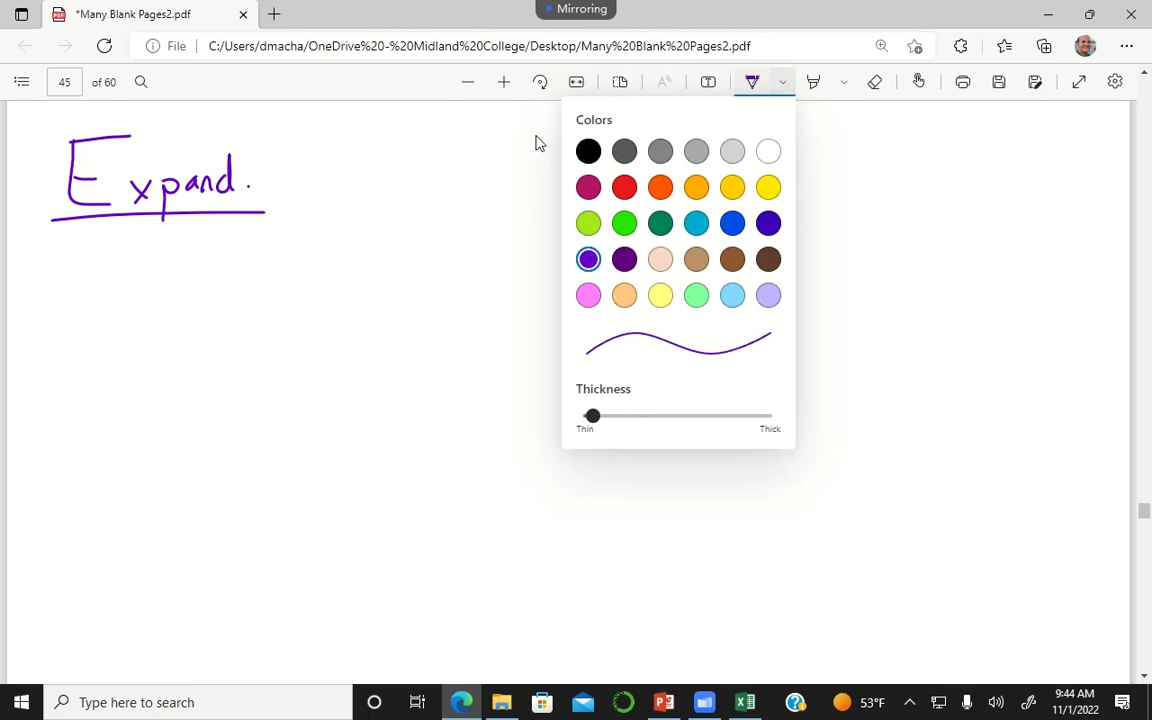 Mirroring
*Many Blank Pages2.pdf
File C:/Users/dmacha/OneDrive%20-%20Midland%20College/Desktop/Many%20Blank%20Pages2.pdf
45 of 60
Expand.
Colors
Thickness
Thin Thick
Type here to search
53°F
9:44 AM
11/1/2022